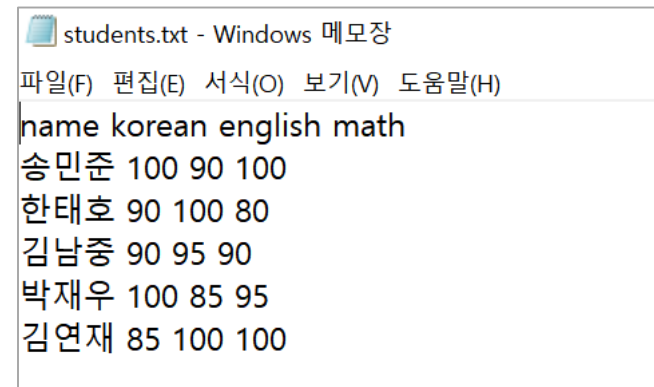 students.txt - Windows 메모장
파일(F) 편집(E) 서식(O) 보기(V) 도움말(H)
name korean english math
송민준 100 90 100
한태호 90 100 80
김남중 90 95 90
박재우 100 85 95
김연재 85 100 100